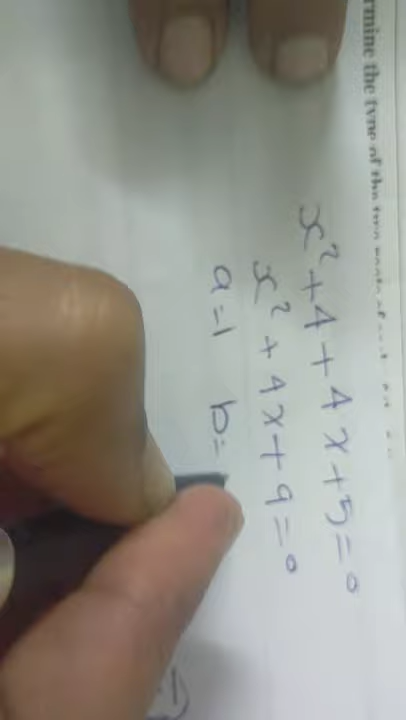 rmine the type of the
x² + 4 + 4x + 5 = 0
x² + 4x + 9 = 0
a = 1 b =